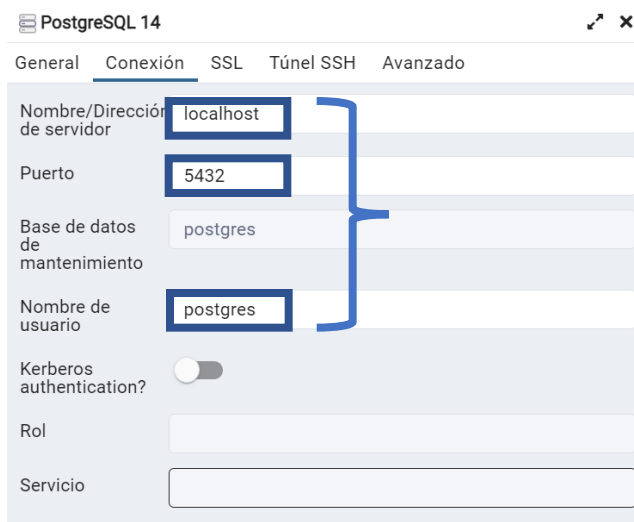 PostgreSQL 14
General Conexión SSL Túnel SSH Avanzado
Nombre/Dirección
de servidor
localhost
Puerto
5432
Base de datos
de
mantenimiento
postgres
Nombre de
usuario
postgres
Kerberos
authentication?
Rol
Servicio